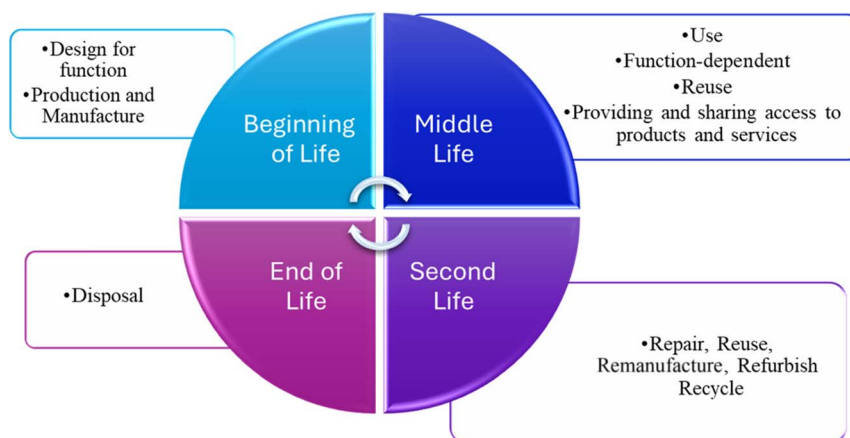 •Design for
function
•Production and
Manufacture
Beginning
of Life
Middle
Life
•Use
•Function-dependent
•Reuse
•Providing and sharing access to
products and services
•Disposal
End of
Life
Second
Life
•Repair, Reuse,
Remanufacture, Refurbish
Recycle